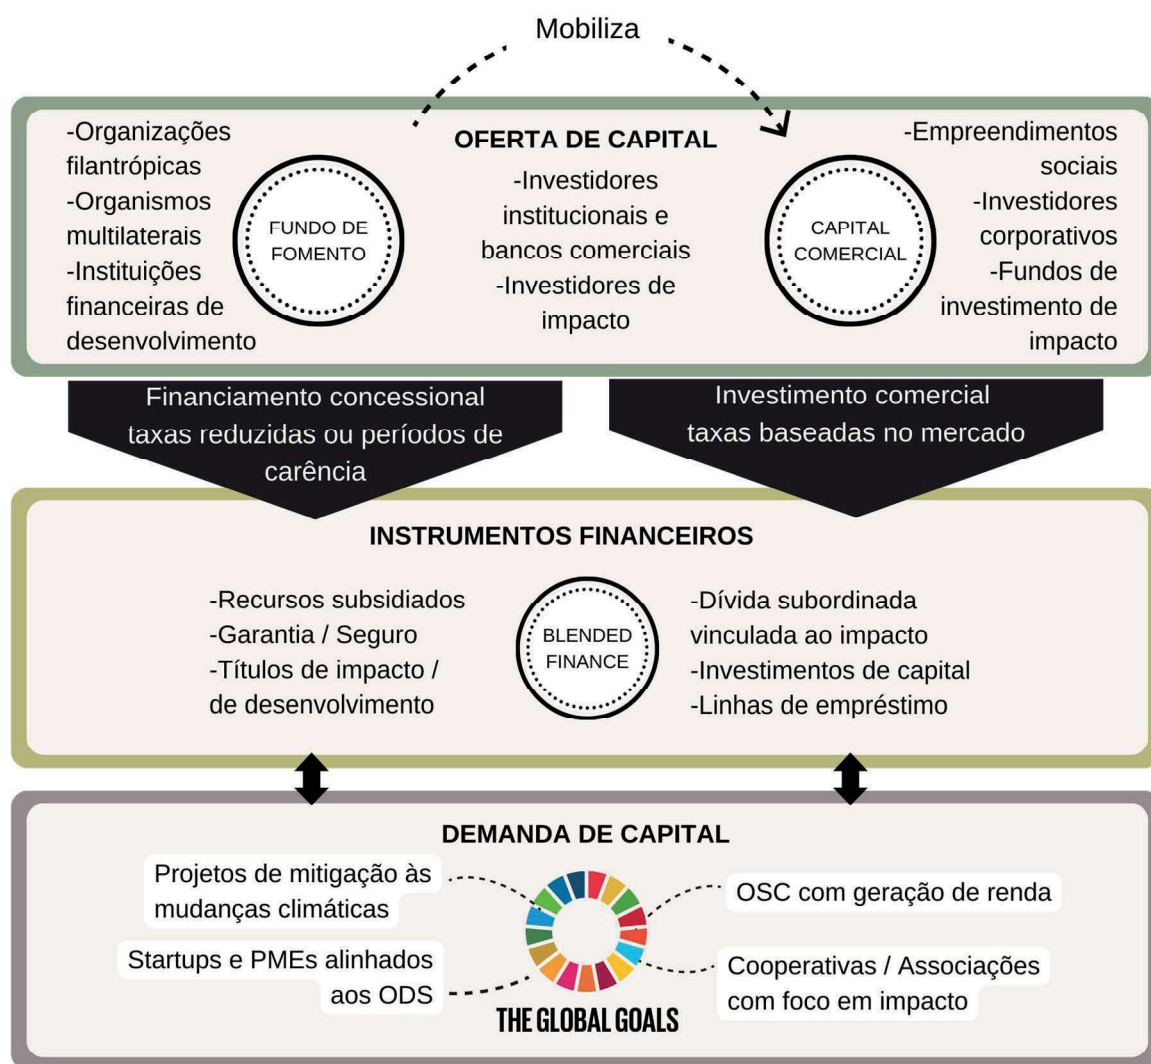 Mobiliza
OFERTA DE CAPITAL
-Organizações
filantrópicas
-Organismos
multilaterais
-Instituições
financeiras de
desenvolvimento
FUNDO DE
FOMENTO
-Investidores
institucionais e
bancos comerciais
-Investidores de
impacto
CAPITAL
COMERCIAL
-Empreendimentos
sociais
-Investidores
corporativos
-Fundos de
investimento de
impacto
Financiamento concessional
taxas reduzidas ou períodos de
carência
Investimento comercial
taxas baseadas no mercado
INSTRUMENTOS FINANCEIROS
-Recursos subsidiados
-Garantia / Seguro
-Títulos de impacto /
de desenvolvimento
BLENDED
FINANCE
-Dívida subordinada
vinculada ao impacto
-Investimentos de capital
-Linhas de empréstimo
DEMANDA DE CAPITAL
Projetos de mitigação às
mudanças climáticas
Startups e PMEs alinhados
aos ODS
THE GLOBAL GOALS
OSC com geração de renda
Cooperativas / Associações
com foco em impacto